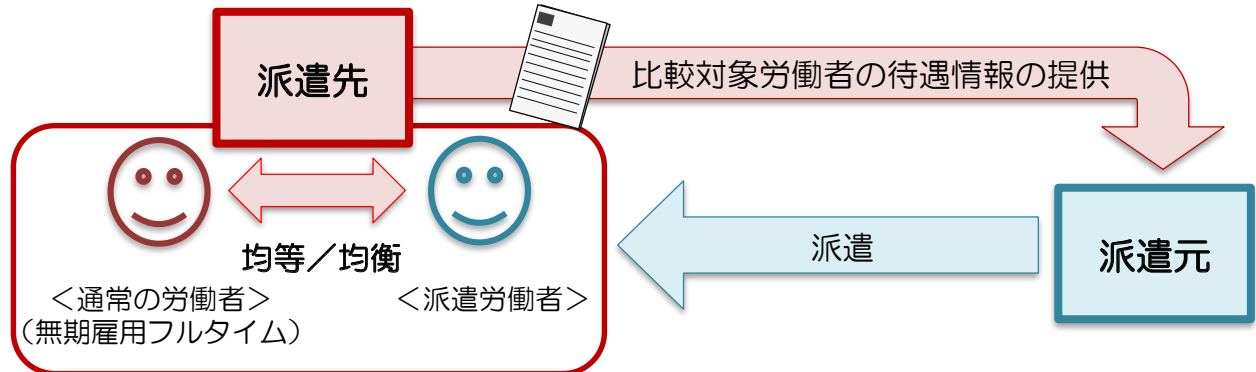 派遣先
比較対象労働者の待遇情報の提供
均等／均衡
＜通常の労働者＞
（無期雇用フルタイム）
＜派遣労働者＞
派遣
派遣元